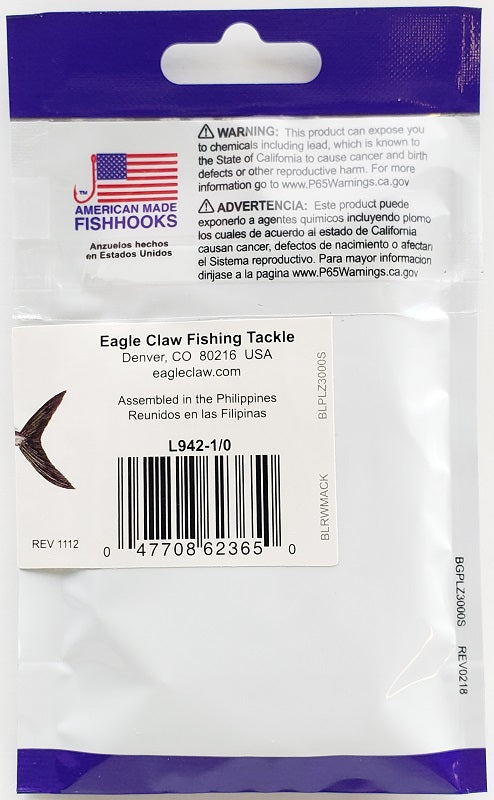 ⚠ WARNING: This product can expose you
to chemicals including lead, which is known to
the State of California to cause cancer and birth
defects or other reproductive harm. For more
information go to www.P65Warnings.ca.gov
⚠ ADVERTENCIA: Este producto puede
exponerlo a agentes quimicos incluyendo plomo
los cuales de acuerdo al estado de California
causan cancer, defectos de nacimiento o afectan
el Sistema reproductivo. Para mayor informacion
dirijase a la pagina www.P65Warnings.ca.gov
TM
AMERICAN MADE
FISHHOOKS
Anzuelos hechos
en Estados Unidos
Eagle Claw Fishing Tackle
Denver, CO 80216 USA
eagleclaw.com
Assembled in the Philippines
Reunidos en las Filipinas
L942-1/0
0 47708 62365 0
REV 1112
BLRWMACK BLPLZ3000S
BGPLZ3000S REV0218